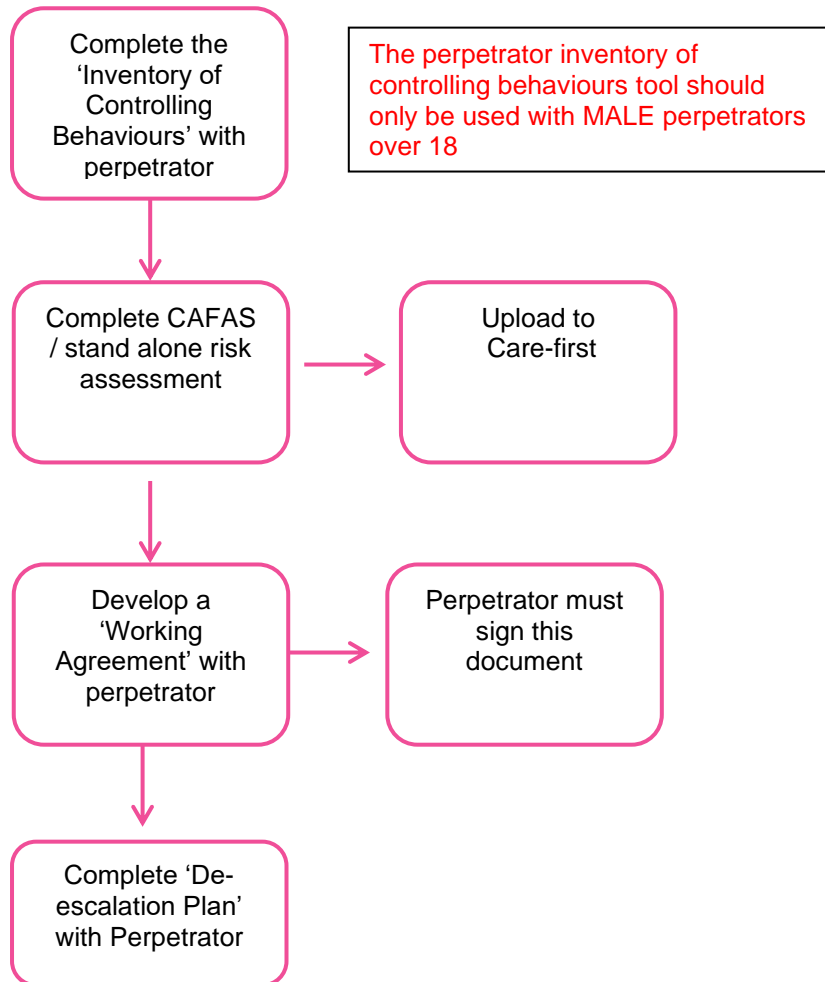 Complete the
‘Inventory of
Controlling
Behaviours’ with
perpetrator
The perpetrator inventory of
controlling behaviours tool should
only be used with MALE perpetrators
over 18
Complete CAFAS
/ stand alone risk
assessment
Upload to
Care-first
Develop a
‘Working
Agreement’ with
perpetrator
Perpetrator must
sign this
document
Complete ‘De-
escalation Plan’
with Perpetrator